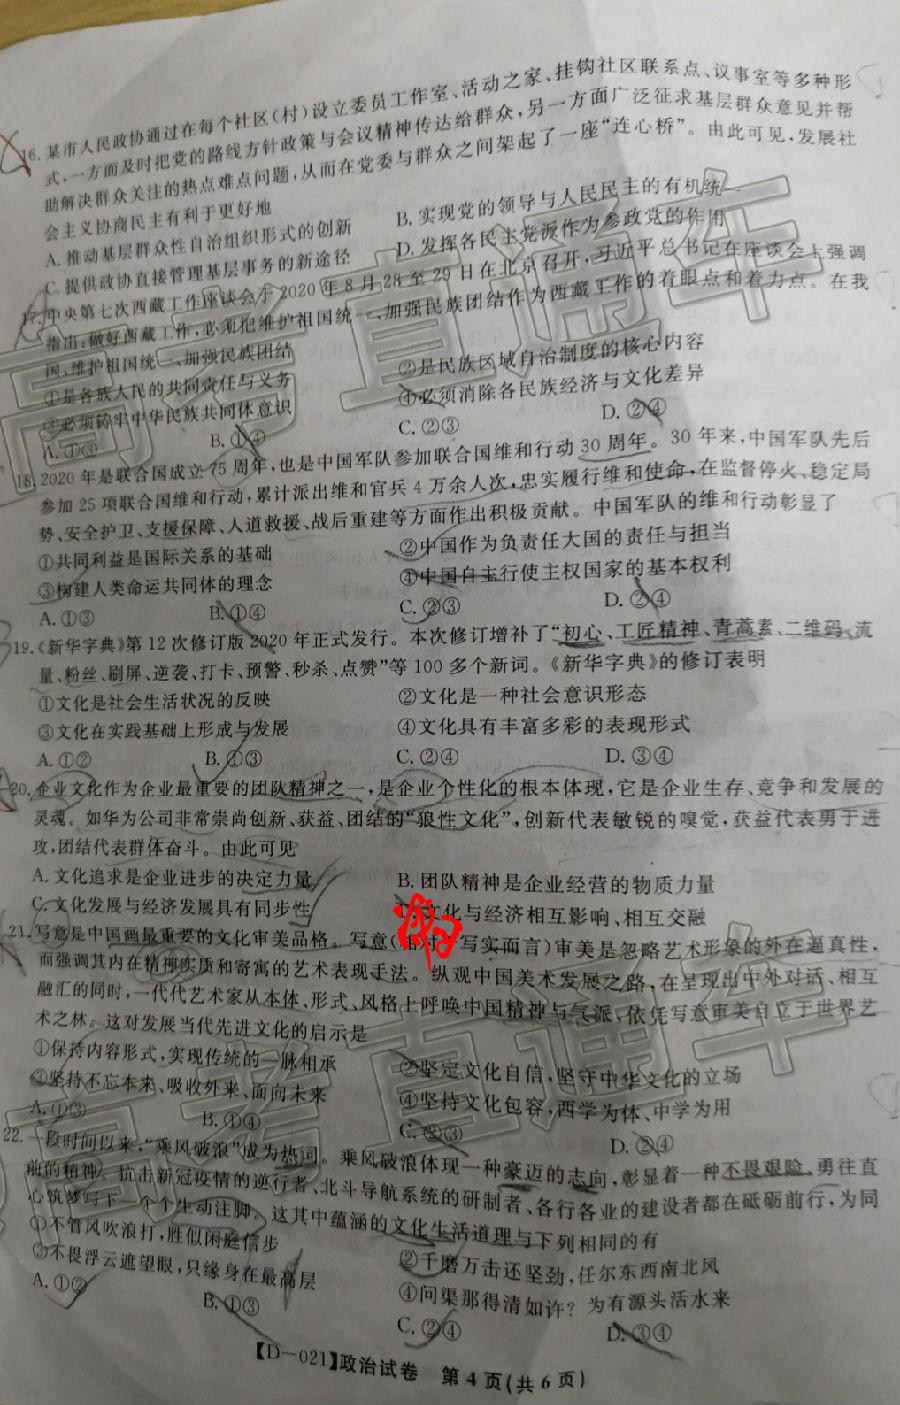 16.某市人民政协通过在每个社区(村)设立委员工作室、活动之家、挂钩社区联系点、议事室等多种形
式,一方面及时把党的路线方针政策与会议精神传达给群众,另一方面广泛征求基层群众意见并帮
助解决群众关注的热点难点问题,从而在党委与群众之间架起了一座“连心桥”。由此可见,发展社
会主义协商民主有利于更好地
A.推动基层群众性自治组织形式的创新 B.实现党的领导与人民民主的有机统一
C.提供政协直接管理基层事务的新途径 D.发挥各民主党派作为参政党的作用
17.中央第七次西藏工作座谈会于2020年8月28至29日在北京召开,习近平总书记在座谈会上强调
指出:做好西藏工作,必须把维护祖国统一、加强民族团结作为西藏工作的着眼点和着力点。在我
国,维护祖国统一、加强民族团结
①是各族人民的共同责任与义务 ②是民族区域自治制度的核心内容
③必须铸牢中华民族共同体意识 ④必须消除各民族经济与文化差异
A.①③ B.①④ C.②③ D.②④
18.2020年是联合国成立75周年,也是中国军队参加联合国维和行动30周年。30年来,中国军队先后
参加25项联合国维和行动,累计派出维和官兵4万余人次,忠实履行维和使命,在监督停火、稳定局
势、安全护卫、支援保障、人道救援、战后重建等方面作出积极贡献。中国军队的维和行动彰显了
①共同利益是国际关系的基础 ②中国作为负责任大国的责任与担当
③构建人类命运共同体的理念 ④中国自主行使主权国家的基本权利
A.①③ B.①④ C.②③ D.②④
19.《新华字典》第12次修订版2020年正式发行。本次修订增补了“初心、工匠精神、青蒿素、二维码、流
量、粉丝、刷屏、逆袭、打卡、预警、秒杀、点赞”等100多个新词。《新华字典》的修订表明
①文化是社会生活状况的反映 ②文化是一种社会意识形态
③文化在实践基础上形成与发展 ④文化具有丰富多彩的表现形式
A.①② B.①③ C.②④ D.③④
20.企业文化作为企业最重要的团队精神之一,是企业个性化的根本体现,它是企业生存、竞争和发展的
灵魂。如华为公司非常崇尚创新、获益、团结的“狼性文化”,创新代表敏锐的嗅觉,获益代表勇于进
攻,团结代表群体奋斗。由此可见
A.文化追求是企业进步的决定力量 B.团队精神是企业经营的物质力量
C.文化发展与经济发展具有同步性 文化与经济相互影响、相互交融
21.写意是中国画最重要的文化审美品格。写意( 写实而言)审美是忽略艺术形象的外在逼真性,
而强调其内在精神实质和寄寓的艺术表现手法。纵观中国美术发展之路,在呈现出中外对话、相互
融汇的同时,一代代艺术家从本体、形式、风格上呼唤中国精神与气派,依凭写意审美自立于世界艺
术之林。这对发展当代先进文化的启示是
①保持内容形式,实现传统的一脉相承 ②坚定文化自信,坚守中华文化的立场
③坚持不忘本来、吸收外来、面向未来 ④坚持文化包容,西学为体、中学为用
A.①③ B.①④ C.②③ D.②④
22.一段时间以来,“乘风破浪”成为热词。乘风破浪体现一种豪迈的志向,彰显着一种不畏艰险、勇往直
前的精神。抗击新冠疫情的逆行者、北斗导航系统的研制者、各行各业的建设者都在砥砺前行,为同
心筑梦写下一个个生动注脚。这其中蕴涵的文化生活道理与下列相同的有
①不管风吹浪打,胜似闲庭信步 ②千磨万击还坚劲,任尔东西南北风
③不畏浮云遮望眼,只缘身在最高层 ④问渠那得清如许?为有源头活水来
A.①② B.①③ C.②④ D.③④
【D-021】政治试卷 第4页(共6页)
高考直通车
高考直通车